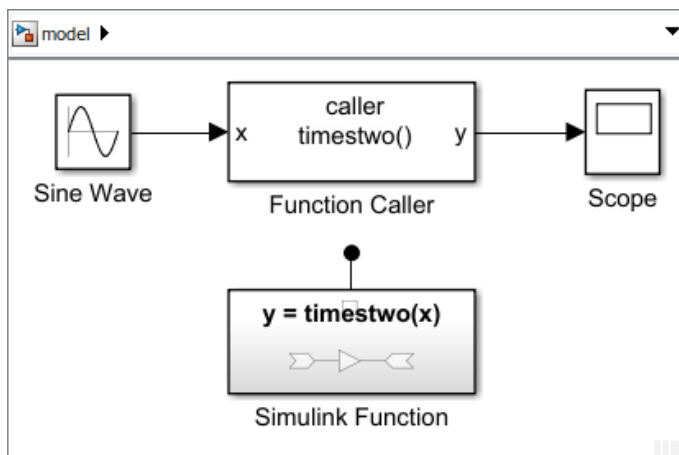 model
caller
x timestwo() y
Sine Wave
Function Caller
Scope
y = timestwo(x)
Simulink Function